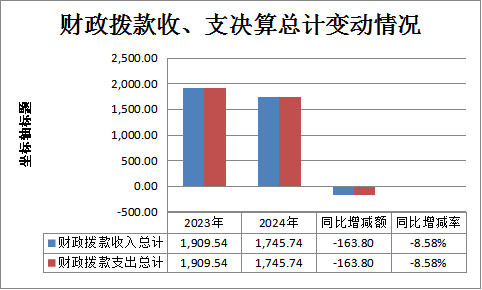 财政拨款收、支决算总计变动情况
坐标轴标题
2,500.00
2,000.00
1,500.00
1,000.00
500.00
0.00
-500.00
2023年 2024年 同比增减额 同比增减率
财政拨款收入总计 1,909.54 1,745.74 -163.80 -8.58%
财政拨款支出总计 1,909.54 1,745.74 -163.80 -8.58%